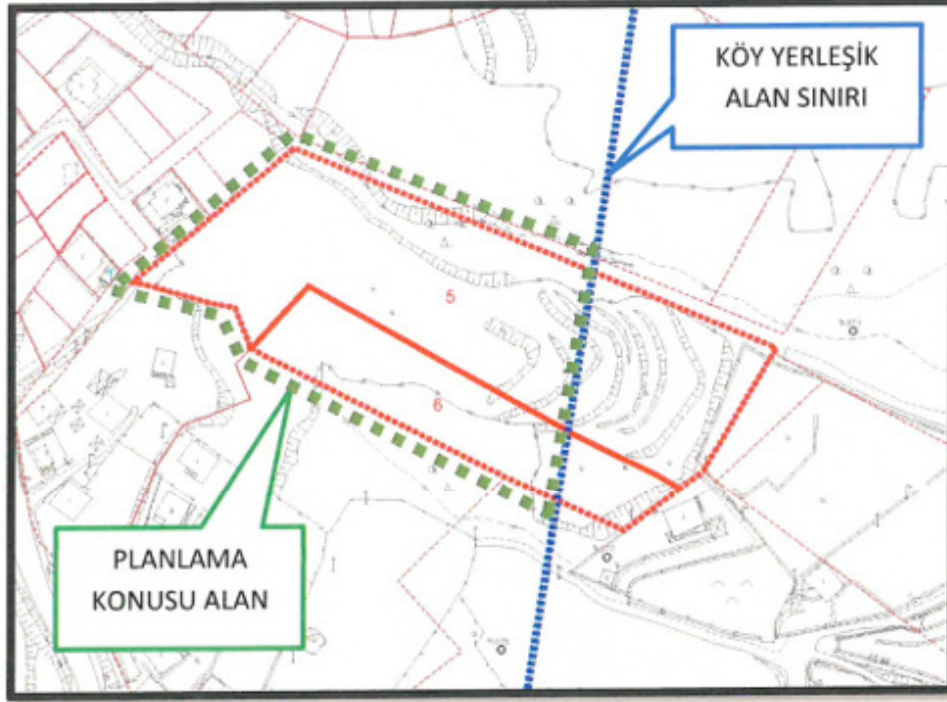 KÖY YERLEŞİK
ALAN SINIRI
5
6
PLANLAMA
KONUSU ALAN